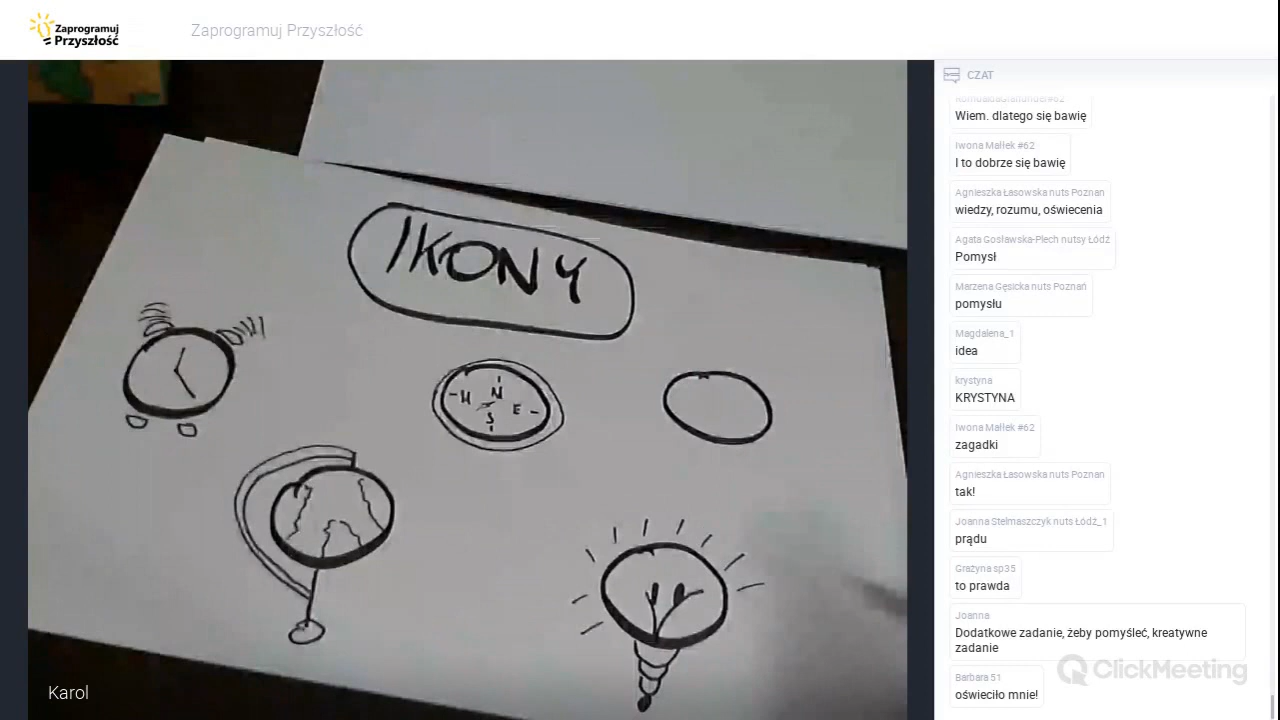 Zaprogramuj
Przyszłość
Zaprogramuj Przyszłość
CZAT
Wiem. dlatego się bawię
Iwona Małłek #62
I to dobrze się bawię
Agnieszka Łasowska nuts Poznan
wiedzy, rozumu, oświecenia
Agata Gosławska-Plech nutsy Łódź
Pomysł
Marzena Gęsicka nuts Poznań
pomysłu
Magdalena_1
idea
krystyna
KRYSTYNA
Iwona Małłek #62
zagadki
Agnieszka Łasowska nuts Poznan
tak!
Joanna Stelmaszczyk nuts Łódź_1
prądu
Grażyna sp35
to prawda
Joanna
Dodatkowe zadanie, żeby pomyśleć, kreatywne
zadanie
Barbara 51
oświeciło mnie!
ClickMeeting
IKONY
N
E
S
Karol